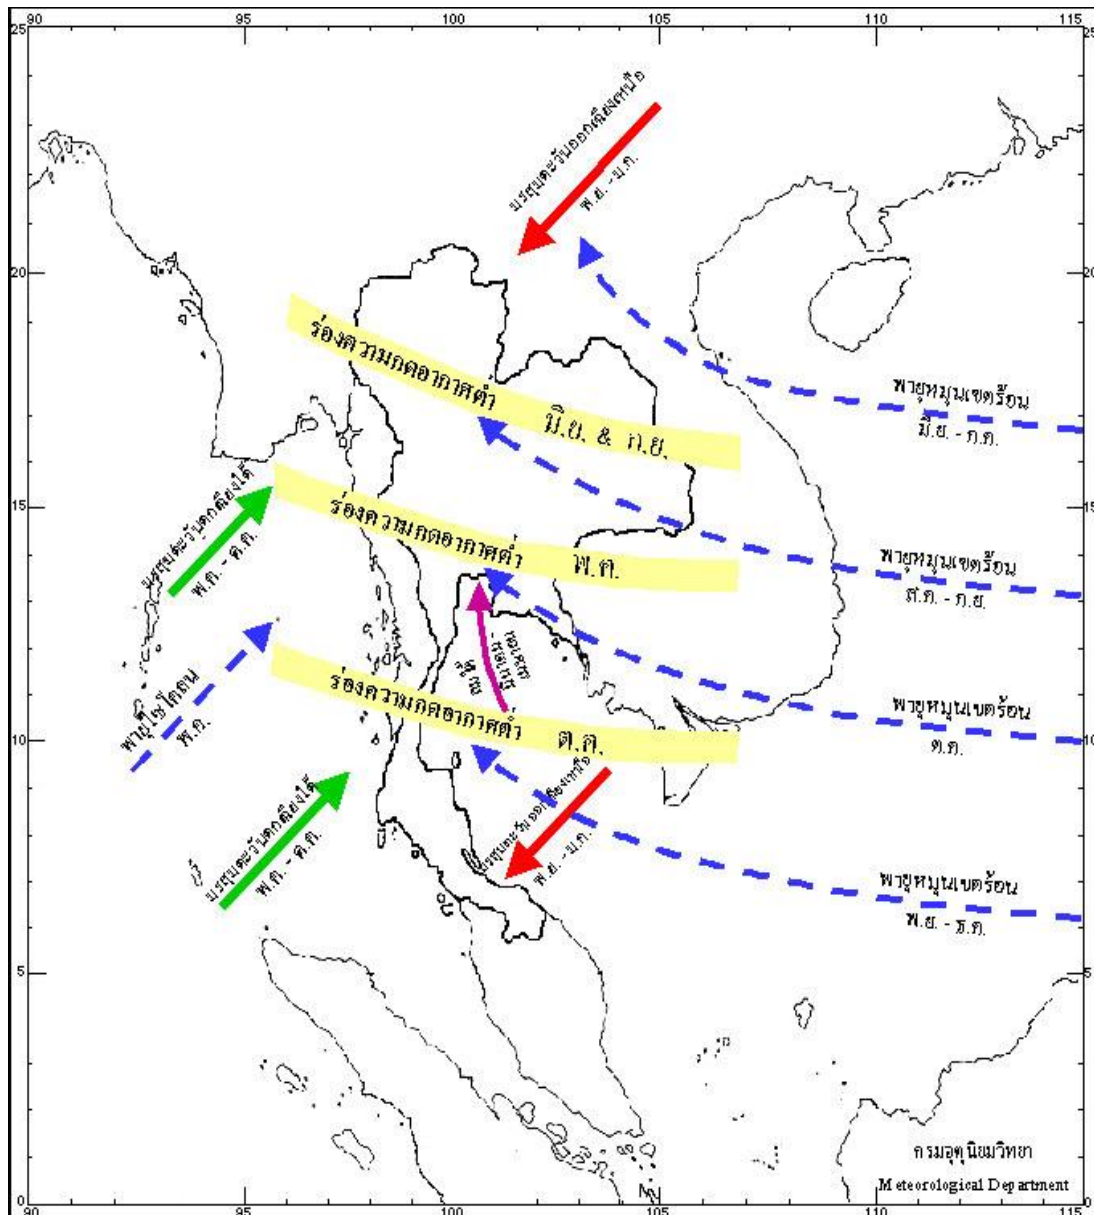 90 95 100 105 110 115
25 25
มรสุมตะวันออกเฉียงเหนือ
พ.ย. - ม.ค.
20 20
ร่องความกดอากาศต่ำ มิ.ย. & ก.ย.
พายุหมุนเขตร้อน
มิ.ย. - ก.ค.
มรสุมตะวันตกเฉียงใต้
พ.ค. - ต.ค.
15 15
ร่องความกดอากาศต่ำ พ.ค.
พายุหมุนเขตร้อน
ส.ค. - ก.ย.
พายุไซโคลน
พ.ค.
ร่องความกดอากาศต่ำ ต.ค.
พายุหมุนเขตร้อน
ต.ค.
10 10
มรสุมตะวันตกเฉียงใต้
พ.ค. - ต.ค.
มรสุมตะวันออกเฉียงเหนือ
พ.ย. - ม.ค.
พายุหมุนเขตร้อน
พ.ย. - ธ.ค.
5 5
กรมอุตุนิยมวิทยา
Meteorological Department
0 0
90 95 100 105 110 115